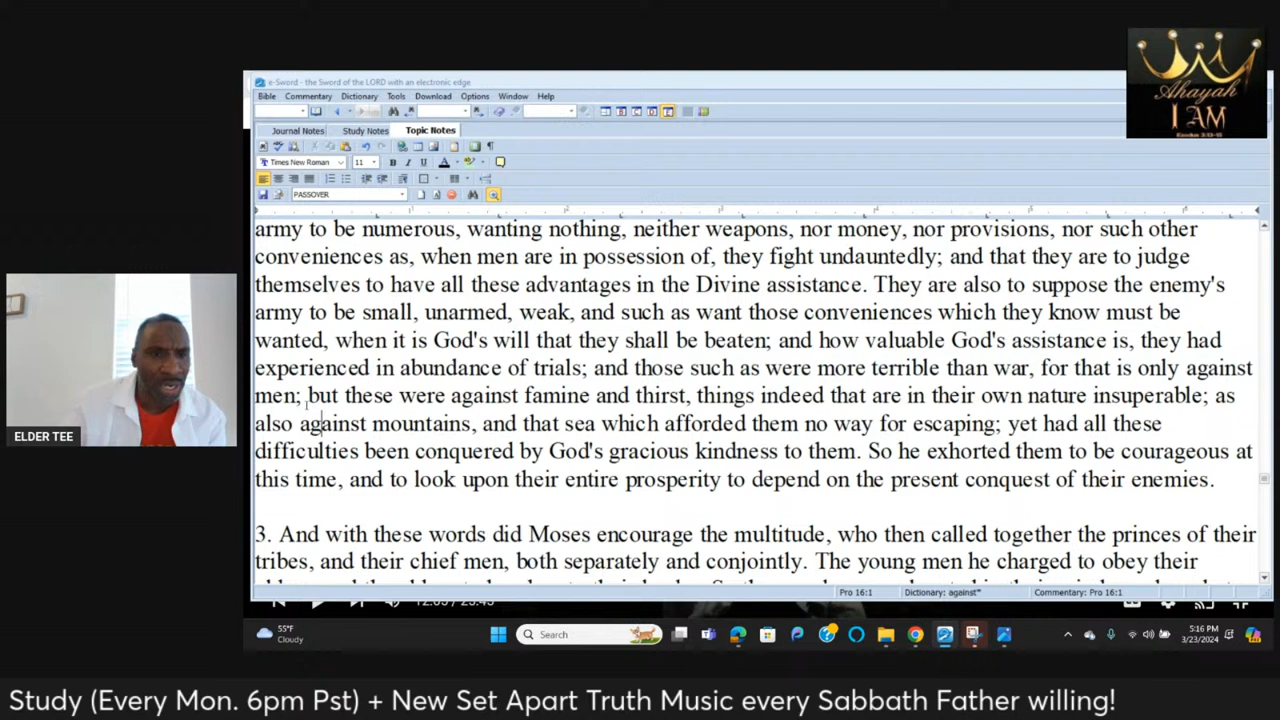 e-Sword - the Sword of the LORD with an electronic edge
Bible Commentary Dictionary Tools Download Options Window Help
Journal Notes Study Notes Topic Notes
Times New Roman 11 B I U A
PASSOVER
army to be numerous, wanting nothing, neither weapons, nor money, nor provisions, nor such other
conveniences as, when men are in possession of, they fight undauntedly; and that they are to judge
themselves to have all these advantages in the Divine assistance. They are also to suppose the enemy's
army to be small, unarmed, weak, and such as want those conveniences which they know must be
wanted, when it is God's will that they shall be beaten; and how valuable God's assistance is, they had
experienced in abundance of trials; and those such as were more terrible than war, for that is only against
men; but these were against famine and thirst, things indeed that are in their own nature insuperable; as
also against mountains, and that sea which afforded them no way for escaping; yet had all these
difficulties been conquered by God's gracious kindness to them. So he exhorted them to be courageous at
this time, and to look upon their entire prosperity to depend on the present conquest of their enemies.
3. And with these words did Moses encourage the multitude, who then called together the princes of their
tribes, and their chief men, both separately and conjointly. The young men he charged to obey their
Pro 16:1 Dictionary: against* Commentary: Pro 16:1
55°F
Cloudy
Search
5:16 PM
3/23/2024
Ahayah
I AM
Exodus 3:13-15
ELDER TEE
Study (Every Mon. 6pm Pst) + New Set Apart Truth Music every Sabbath Father willing!